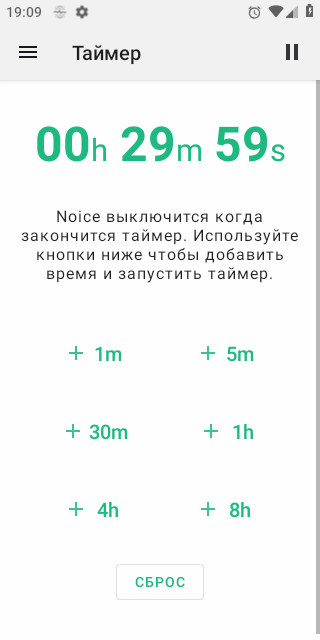 19:09
Таймер
00h 29m 59s
Noice выключится когда
закончится таймер. Используйте
кнопки ниже чтобы добавить
время и запустить таймер.
+ 1m + 5m
+ 30m + 1h
+ 4h + 8h
СБРОС